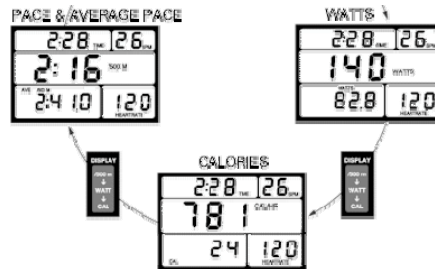 PACE & AVERAGE PACE
2:28 TIME 26 SPM
2:16 500 M
AVE 500 M
2:41.0 120
HEARTRATE
WATTS
2:28 TIME 26 SPM
140 WATTS
WATTS
82.8 120
HEARTRATE
DISPLAY
/500 m
↓
WATT
↓
CAL
CALORIES
2:28 TIME 26 SPM
781 CAL/HR
24 120
CAL HEARTRATE
DISPLAY
/500 m
↓
WATT
↓
CAL